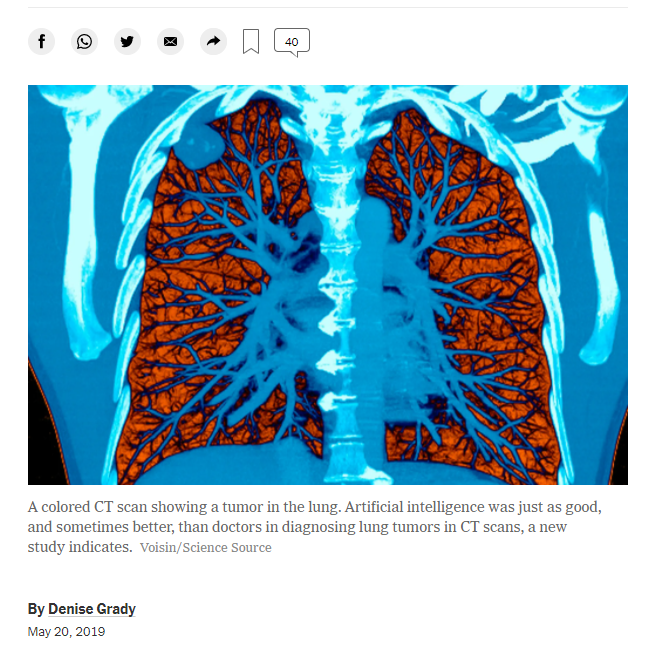 40
A colored CT scan showing a tumor in the lung. Artificial intelligence was just as good,
and sometimes better, than doctors in diagnosing lung tumors in CT scans, a new
study indicates. Voisin/Science Source
By Denise Grady
May 20, 2019